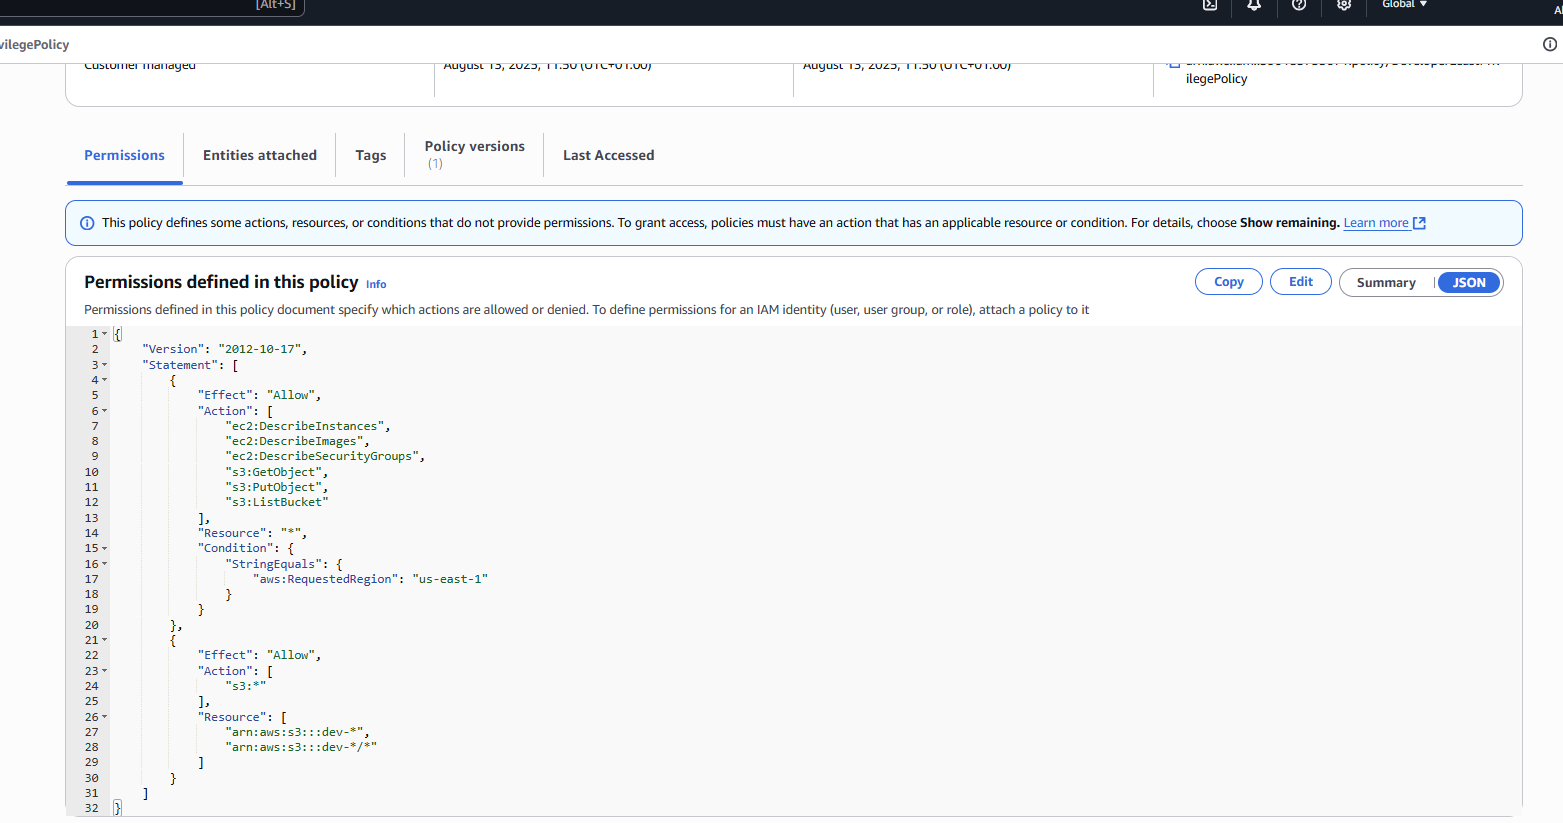 [Alt+S]
Global
vilegePolicy
Customer managed
August 13, 2025, 11:50 (UTC+01:00)
August 13, 2025, 11:50 (UTC+01:00)
ilegePolicy
Permissions
Entities attached
Tags
Policy versions
(1)
Last Accessed
This policy defines some actions, resources, or conditions that do not provide permissions. To grant access, policies must have an action that has an applicable resource or condition. For details, choose Show remaining. Learn more
Permissions defined in this policy Info
Copy
Edit
Summary
JSON
Permissions defined in this policy document specify which actions are allowed or denied. To define permissions for an IAM identity (user, user group, or role), attach a policy to it
1 {
2 "Version": "2012-10-17",
3 "Statement": [
4 {
5 "Effect": "Allow",
6 "Action": [
7 "ec2:DescribeInstances",
8 "ec2:DescribeImages",
9 "ec2:DescribeSecurityGroups",
10 "s3:GetObject",
11 "s3:PutObject",
12 "s3:ListBucket"
13 ],
14 "Resource": "*",
15 "Condition": {
16 "StringEquals": {
17 "aws:RequestedRegion": "us-east-1"
18 }
19 }
20 },
21 {
22 "Effect": "Allow",
23 "Action": [
24 "s3:*"
25 ],
26 "Resource": [
27 "arn:aws:s3:::dev-*",
28 "arn:aws:s3:::dev-*/*"
29 ]
30 }
31 ]
32 }